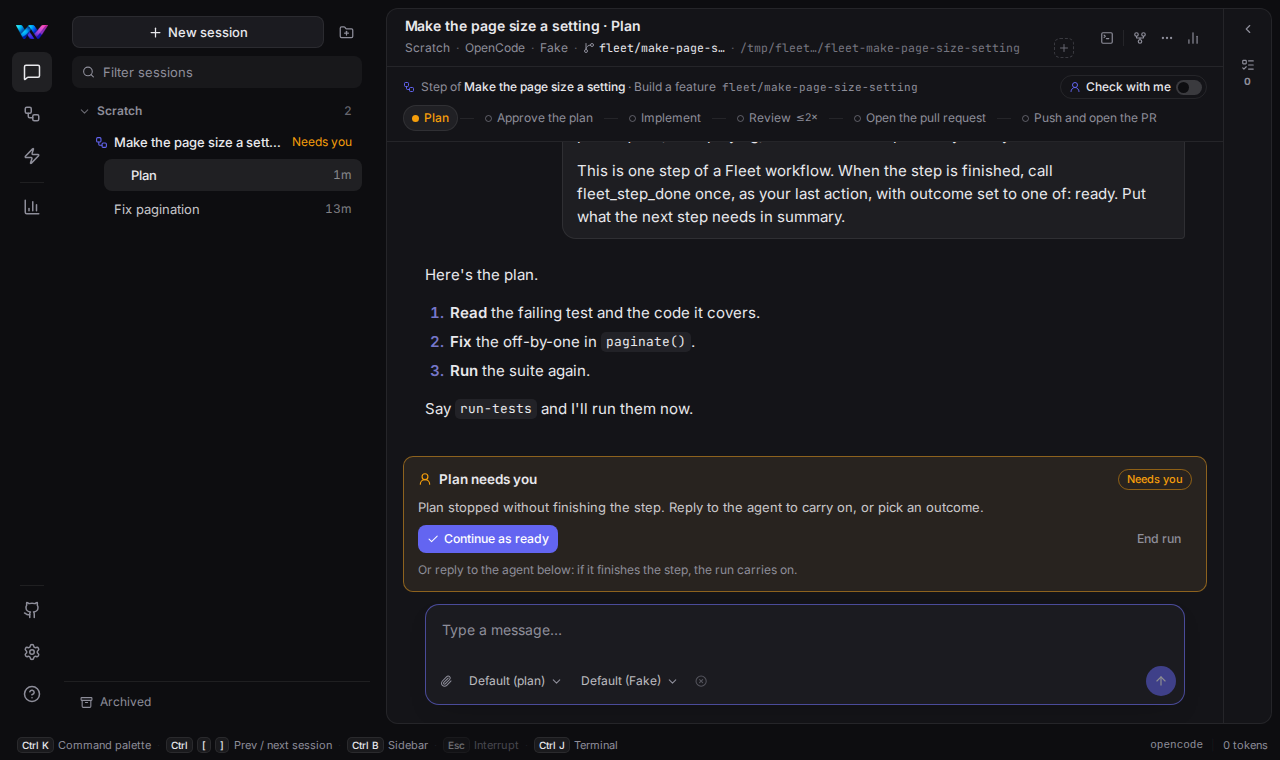 New session
Filter sessions
Scratch 2
Make the page size a sett... Needs you
Plan 1m
Fix pagination 13m
Archived
Make the page size a setting · Plan
Scratch · OpenCode · Fake · fleet/make-page-s… · /tmp/fleet…/fleet-make-page-size-setting
Step of Make the page size a setting · Build a feature fleet/make-page-size-setting
Check with me
Plan Approve the plan Implement Review ≤2× Open the pull request Push and open the PR
This is one step of a Fleet workflow. When the step is finished, call
fleet_step_done once, as your last action, with outcome set to one of: ready. Put
what the next step needs in summary.
Here's the plan.
1. Read the failing test and the code it covers.
2. Fix the off-by-one in paginate().
3. Run the suite again.
Say run-tests and I'll run them now.
Plan needs you Needs you
Plan stopped without finishing the step. Reply to the agent to carry on, or pick an outcome.
Continue as ready End run
Or reply to the agent below: if it finishes the step, the run carries on.
Type a message...
Default (plan) Default (Fake)
0
Ctrl K Command palette Ctrl [ ] Prev / next session Ctrl B Sidebar Esc Interrupt Ctrl J Terminal opencode 0 tokens